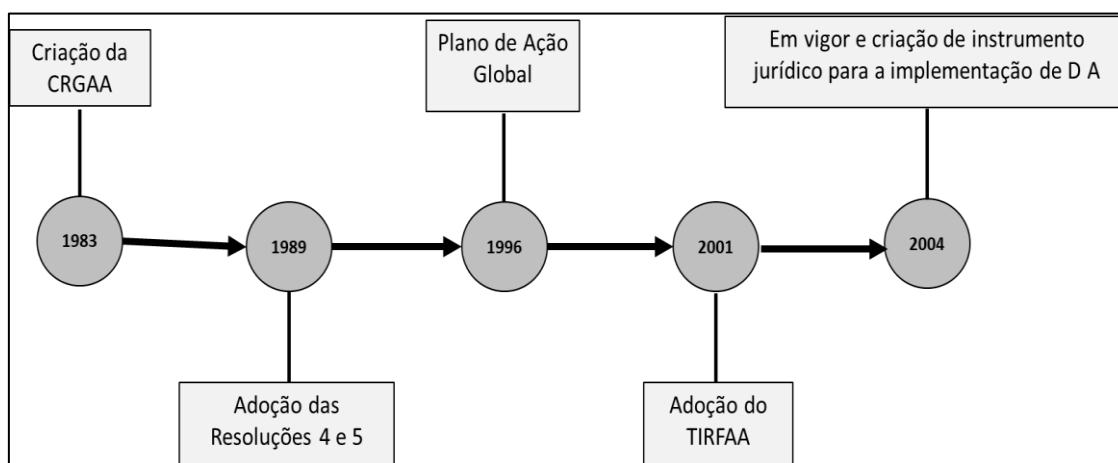 Criação da
CRGAA
Plano de Ação
Global
Em vigor e criação de instrumento
jurídico para a implementação de D A
1983
1989
1996
2001
2004
Adoção das
Resoluções 4 e 5
Adoção do
TIRFAA